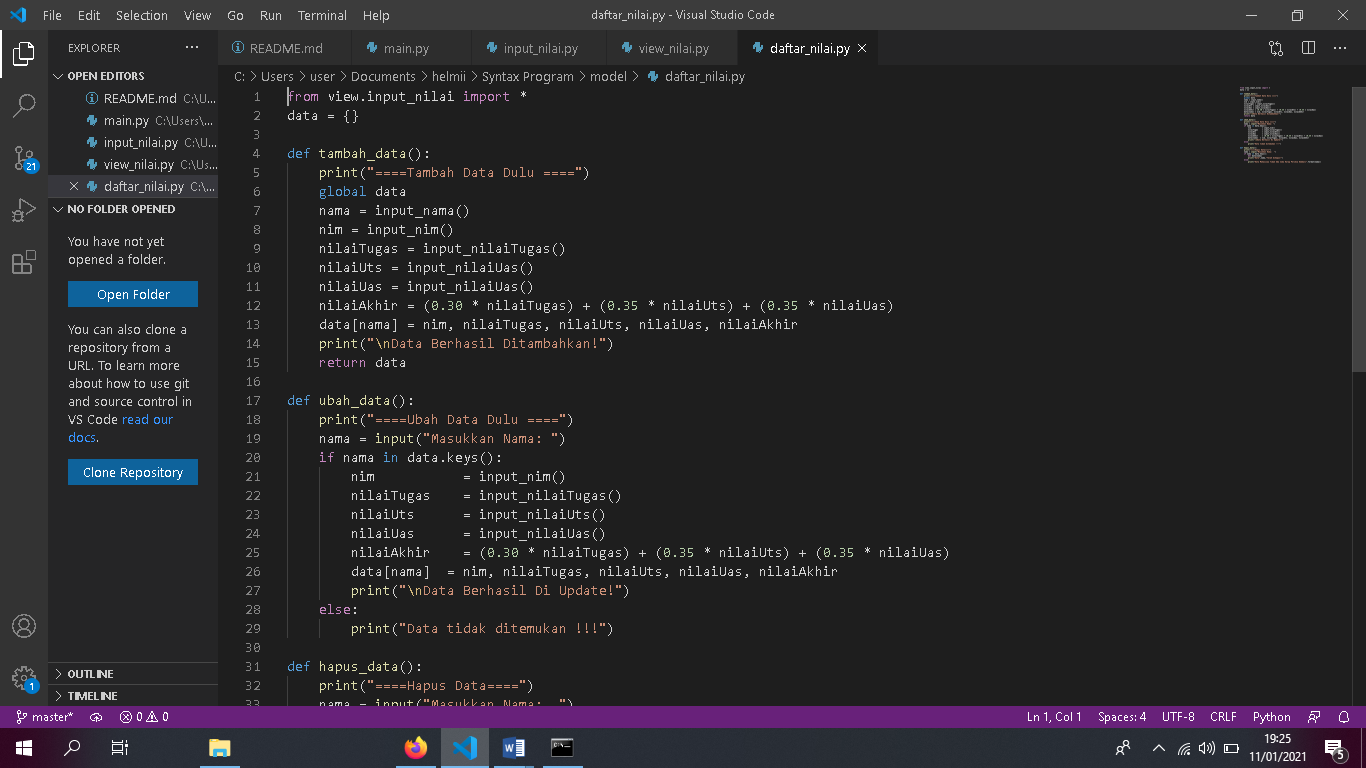 File Edit Selection View Go Run Terminal Help
daftar_nilai.py - Visual Studio Code
EXPLORER
OPEN EDITORS
README.md C:\U...
main.py C:\Users\...
input_nilai.py C:\U...
view_nilai.py C:\Us...
daftar_nilai.py C:\...
NO FOLDER OPENED
You have not yet
opened a folder.
Open Folder
You can also clone a
repository from a
URL. To learn more
about how to use git
and source control in
VS Code read our
docs.
Clone Repository
OUTLINE
TIMELINE
21
1
README.md main.py input_nilai.py view_nilai.py daftar_nilai.py
C: > Users > user > Documents > helmii > Syntax Program > model > daftar_nilai.py
1 from view.input_nilai import *
2 data = {}
3
4 def tambah_data():
5     print("====Tambah Data Dulu ====")
6     global data
7     nama = input_nama()
8     nim = input_nim()
9     nilaiTugas = input_nilaiTugas()
10     nilaiUts = input_nilaiUas()
11     nilaiUas = input_nilaiUas()
12     nilaiAkhir = (0.30 * nilaiTugas) + (0.35 * nilaiUts) + (0.35 * nilaiUas)
13     data[nama] = nim, nilaiTugas, nilaiUts, nilaiUas, nilaiAkhir
14     print("\nData Berhasil Ditambahkan!")
15     return data
16
17 def ubah_data():
18     print("====Ubah Data Dulu ====")
19     nama = input("Masukkan Nama: ")
20     if nama in data.keys():
21         nim           = input_nim()
22         nilaiTugas    = input_nilaiTugas()
23         nilaiUts      = input_nilaiUts()
24         nilaiUas      = input_nilaiUas()
25         nilaiAkhir    = (0.30 * nilaiTugas) + (0.35 * nilaiUts) + (0.35 * nilaiUas)
26         data[nama]  = nim, nilaiTugas, nilaiUts, nilaiUas, nilaiAkhir
27         print("\nData Berhasil Di Update!")
28     else:
29         print("Data tidak ditemukan !!!")
30
31 def hapus_data():
32     print("====Hapus Data====")
33     nama = input("Masukkan Nama:  ")
master* 0 0 Ln 1, Col 1 Spaces: 4 UTF-8 CRLF Python
19:25
11/01/2021
5